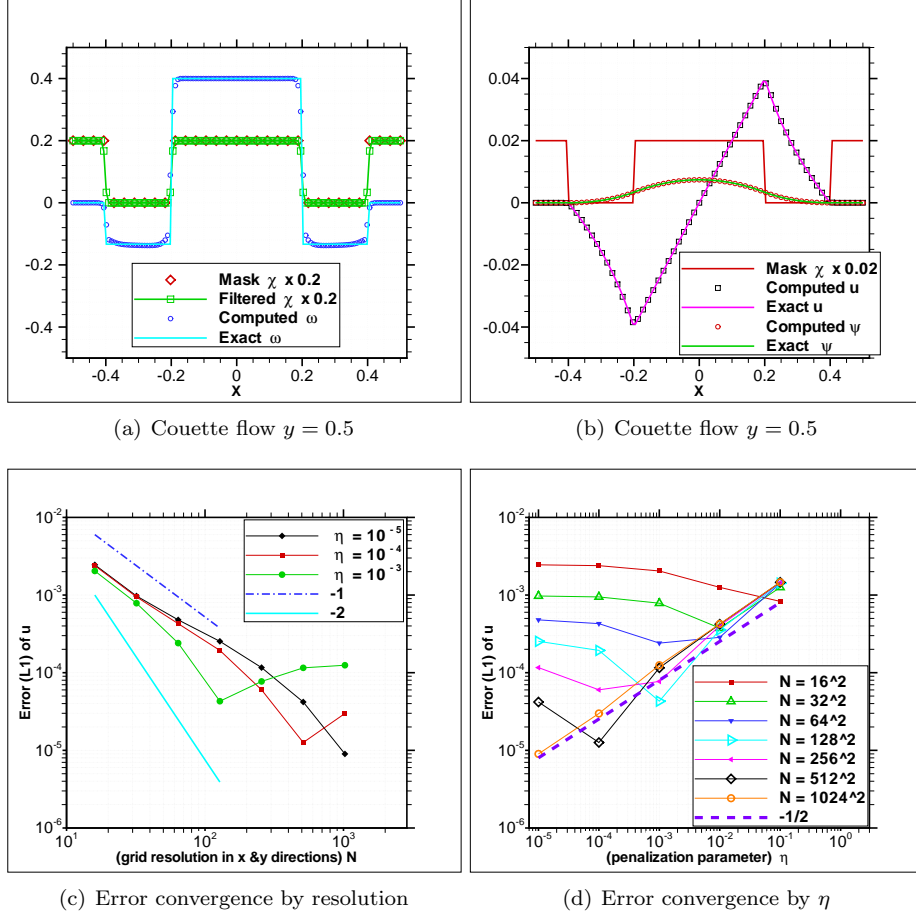 0.4
0.2
0
-0.2
-0.4
Mask χ x 0.2
Filtered χ x 0.2
Computed ω
Exact ω
-0.4 -0.2 0 0.2 0.4
X
(a) Couette flow y = 0.5
0.04
0.02
0
-0.02
-0.04
Mask χ x 0.02
Computed u
Exact u
Computed ψ
Exact ψ
-0.4 -0.2 0 0.2 0.4
X
(b) Couette flow y = 0.5
Error (L1) of u
10^-2
10^-3
10^-4
10^-5
10^-6
η = 10^-5
η = 10^-4
η = 10^-3
-1
-2
10^1 10^2 10^3
(grid resolution in x &y directions) N
(c) Error convergence by resolution
Error (L1) of u
10^-2
10^-3
10^-4
10^-5
10^-6
N = 16^2
N = 32^2
N = 64^2
N = 128^2
N = 256^2
N = 512^2
N = 1024^2
-1/2
10^-5 10^-4 10^-3 10^-2 10^-1 10^0
(penalization parameter) η
(d) Error convergence by η